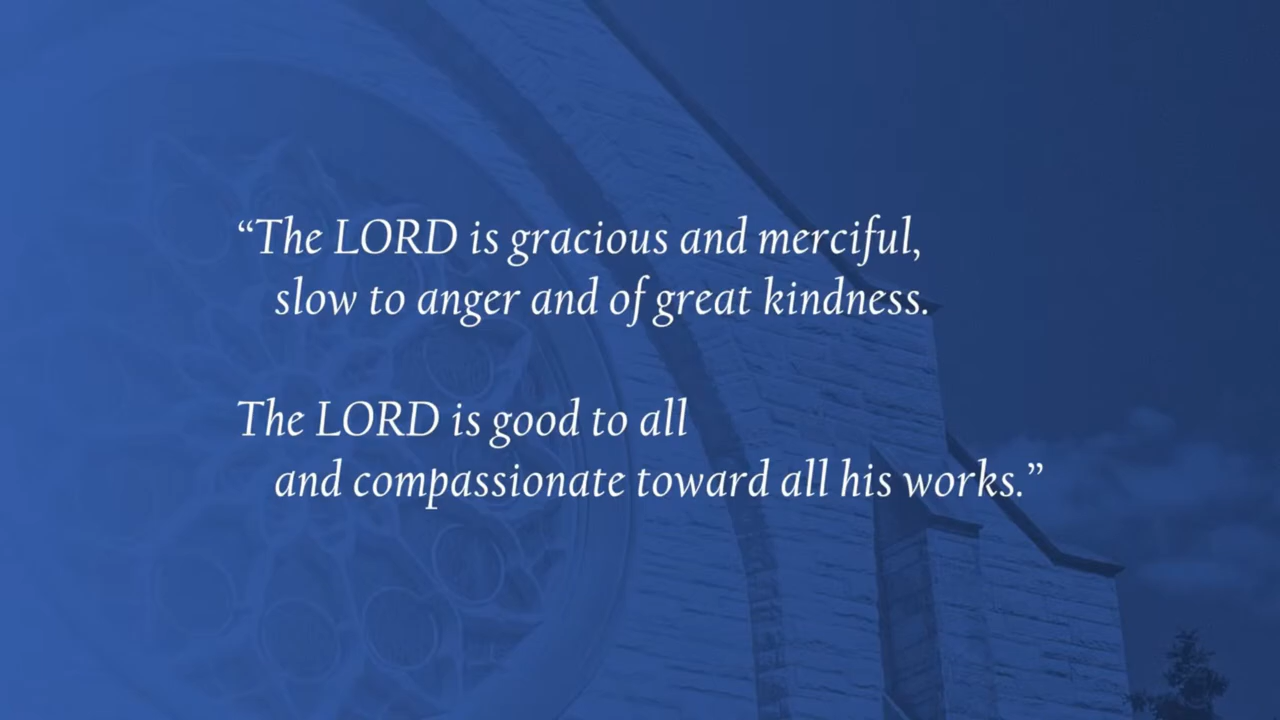 “The LORD is gracious and merciful,
slow to anger and of great kindness.
The LORD is good to all
and compassionate toward all his works.”